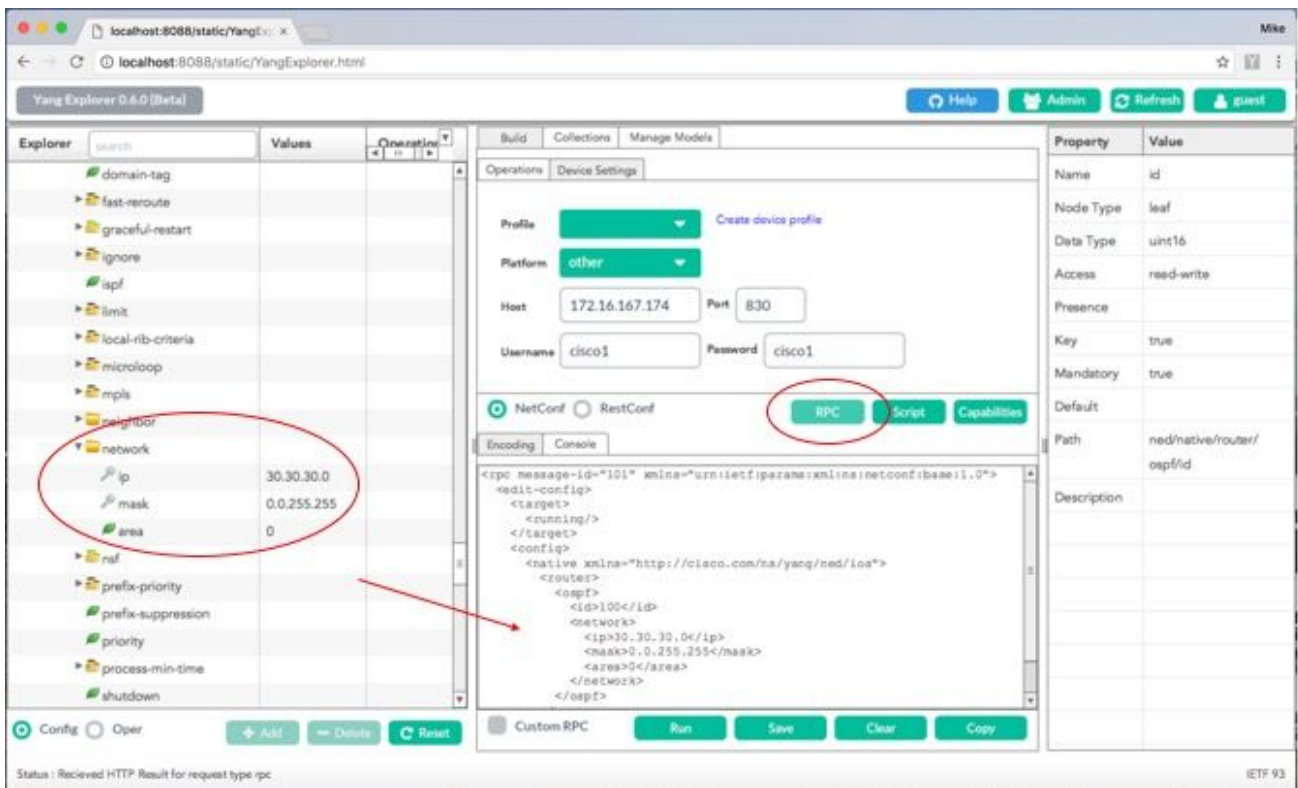 localhost:8088/static/YangEx
Mike
localhost:8088/static/YangExplorer.html
Yang Explorer 0.6.0 (Beta)
Help
Admin
Refresh
guest
Explorer
search
Values
Operation
domain-tag
fast-reroute
graceful-restart
ignore
ispf
limit
local-rib-criteria
microloop
mpls
neighbor
network
ip 30.30.30.0
mask 0.0.255.255
area 0
nsf
prefix-priority
prefix-suppression
priority
process-min-time
shutdown
Config
Oper
Add
Delete
Reset
Build
Collections
Manage Models
Operations
Device Settings
Profile
Create device profile
Platform other
Host 172.16.167.174 Port 830
Username cisco1 Password cisco1
NetConf
RestConf
RPC
Script
Capabilities
Encoding
Console
<rpc message-id="101" xmlns="urn:ietf:params:xml:ns:netconf:base:1.0">
<edit-config>
<target>
<running/>
</target>
<config>
<native xmlns="http://cisco.com/ns/yang/ned/ios">
<router>
<ospf>
<id>100</id>
<network>
<ip>30.30.30.0</ip>
<mask>0.0.255.255</mask>
<area>0</area>
</network>
</ospf>
Custom RPC
Run
Save
Clear
Copy
Property Value
Name id
Node Type leaf
Data Type uint16
Access read-write
Presence
Key true
Mandatory true
Default
Path ned/native/router/
ospf/id
Description
Status : Recieved HTTP Result for request type rpc
IETF 93